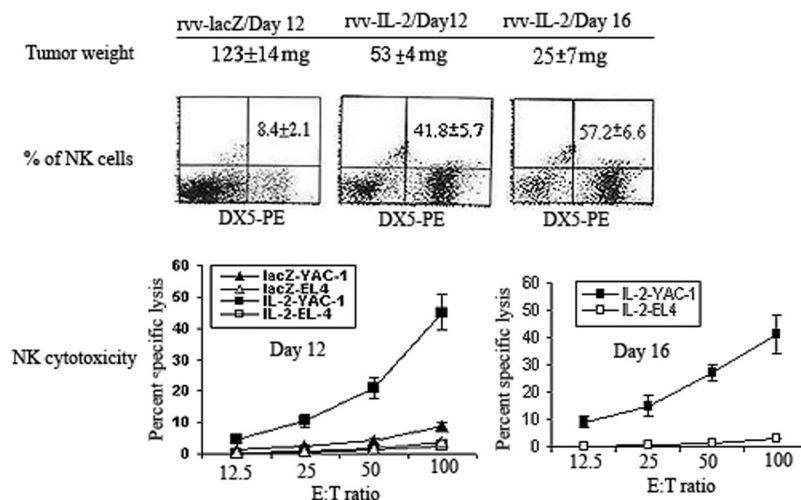 rvv-lacZ/Day 12 rvv-IL-2/Day12 rvv-IL-2/Day 16
Tumor weight 123±14mg 53 ±4mg 25±7mg
% of NK cells
8.4±2.1 41.8±5.7 57.2±6.6
DX5-PE DX5-PE DX5-PE
NK cytotoxicity
Percent specific lysis
60
50
40
30
20
10
0
lacZ-YAC-1
lacZ-EL4
IL-2-YAC-1
IL-2-EL-4
Day 12
12.5 25 50 100
Percent specific lysis
60
50
40
30
20
10
0
IL-2-YAC-1
IL-2-EL4
Day 16
12.5 25 50 100
E:T ratio